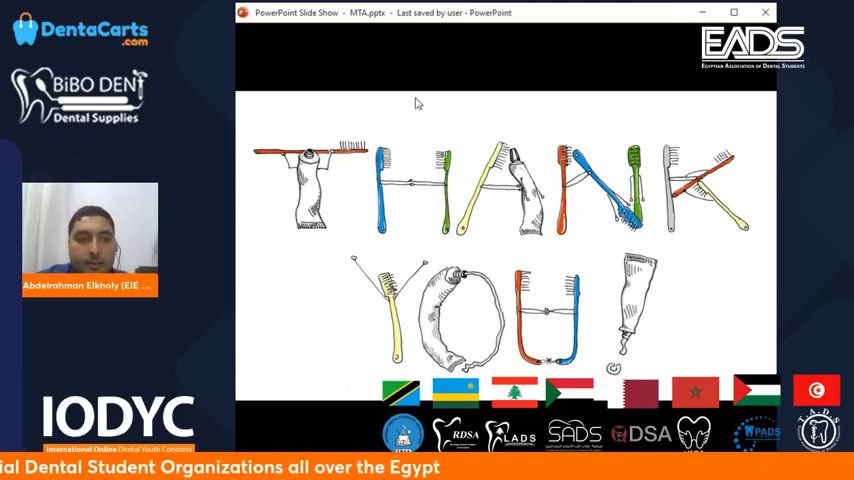 DentaCarts
.com
BiBO DENT
Dental Supplies
PowerPoint Slide Show - MTA.pptx - Last saved by user - PowerPoint
EADS
EGYPTIAN ASSOCIATION OF DENTAL STUDENTS
THANK
YOU!
Abdelrahman Elkholy (EIE ...
IODYC
International Online Dental Youth Congress
RDSA
LADS
SADS
QDSA
PADS
T.A.D.S
ial Dental Student Organizations all over the Egypt